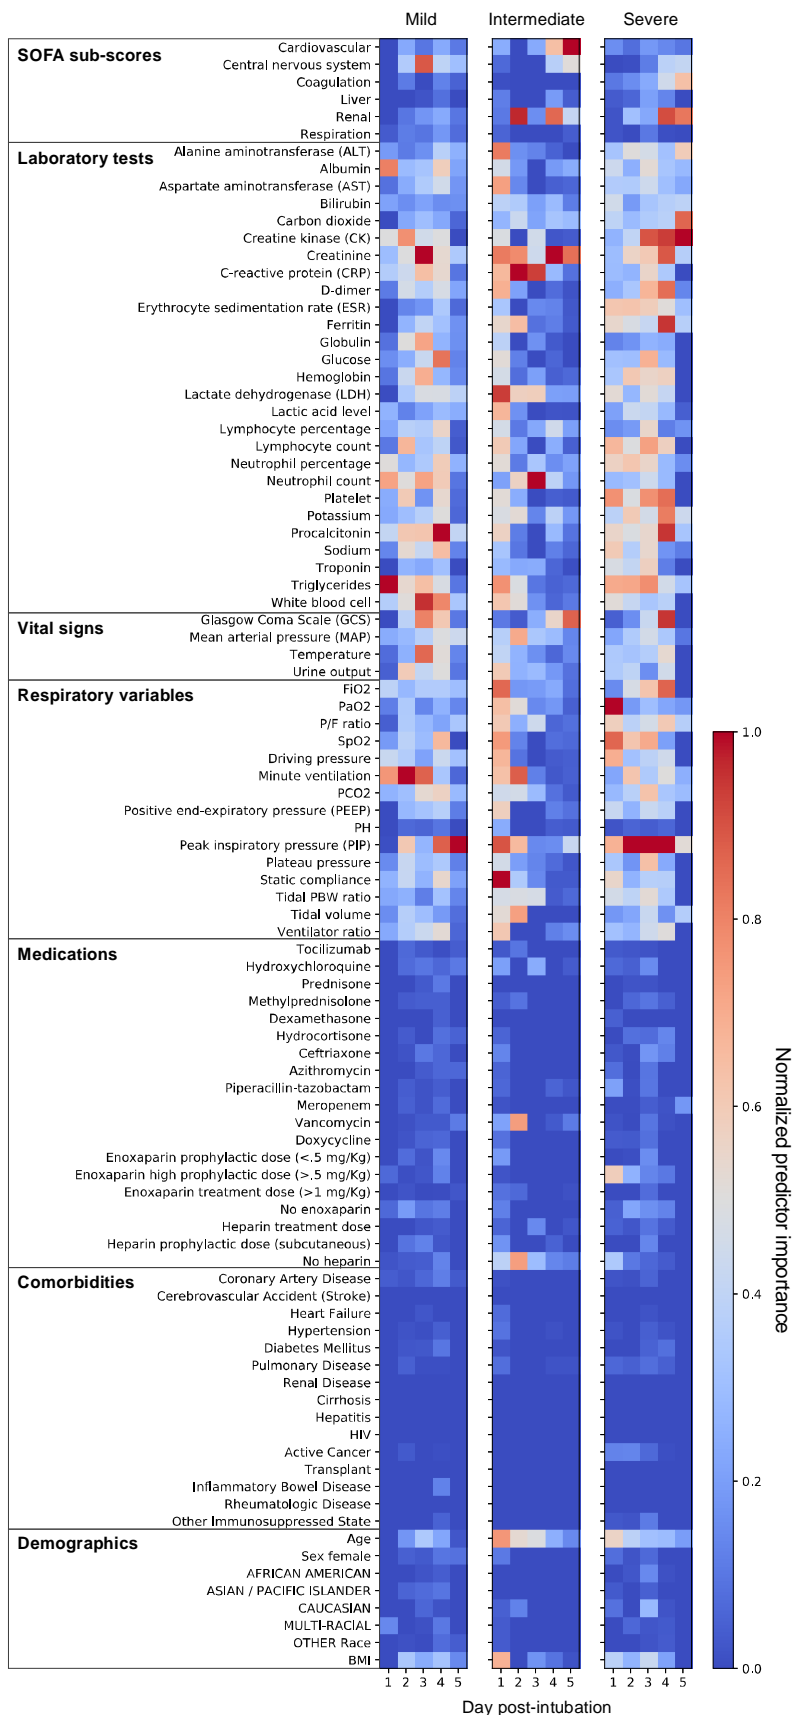 Mild Intermediate Severe
SOFA sub-scores
Cardiovascular
Central nervous system
Coagulation
Liver
Renal
Respiration
Laboratory tests
Alanine aminotransferase (ALT)
Albumin
Aspartate aminotransferase (AST)
Bilirubin
Carbon dioxide
Creatine kinase (CK)
Creatinine
C-reactive protein (CRP)
D-dimer
Erythrocyte sedimentation rate (ESR)
Ferritin
Globulin
Glucose
Hemoglobin
Lactate dehydrogenase (LDH)
Lactic acid level
Lymphocyte percentage
Lymphocyte count
Neutrophil percentage
Neutrophil count
Platelet
Potassium
Procalcitonin
Sodium
Troponin
Triglycerides
White blood cell
Vital signs
Glasgow Coma Scale (GCS)
Mean arterial pressure (MAP)
Temperature
Urine output
Respiratory variables
FiO2
PaO2
P/F ratio
SpO2
Driving pressure
Minute ventilation
PCO2
Positive end-expiratory pressure (PEEP)
PH
Peak inspiratory pressure (PIP)
Plateau pressure
Static compliance
Tidal PBW ratio
Tidal volume
Ventilator ratio
Medications
Tocilizumab
Hydroxychloroquine
Prednisone
Methylprednisolone
Dexamethasone
Hydrocortisone
Ceftriaxone
Azithromycin
Piperacillin-tazobactam
Meropenem
Vancomycin
Doxycycline
Enoxaparin prophylactic dose (<.5 mg/Kg)
Enoxaparin high prophylactic dose (>.5 mg/Kg)
Enoxaparin treatment dose (>1 mg/Kg)
No enoxaparin
Heparin treatment dose
Heparin prophylactic dose (subcutaneous)
No heparin
Comorbidities
Coronary Artery Disease
Cerebrovascular Accident (Stroke)
Heart Failure
Hypertension
Diabetes Mellitus
Pulmonary Disease
Renal Disease
Cirrhosis
Hepatitis
HIV
Active Cancer
Transplant
Inflammatory Bowel Disease
Rheumatologic Disease
Other Immunosuppressed State
Demographics
Age
Sex female
AFRICAN AMERICAN
ASIAN / PACIFIC ISLANDER
CAUCASIAN
MULTI-RACIAL
OTHER Race
BMI
1 2 3 4 5 1 2 3 4 5 1 2 3 4 5
Day post-intubation
1.0
0.8
0.6
0.4
0.2
0.0
Normalized predictor importance